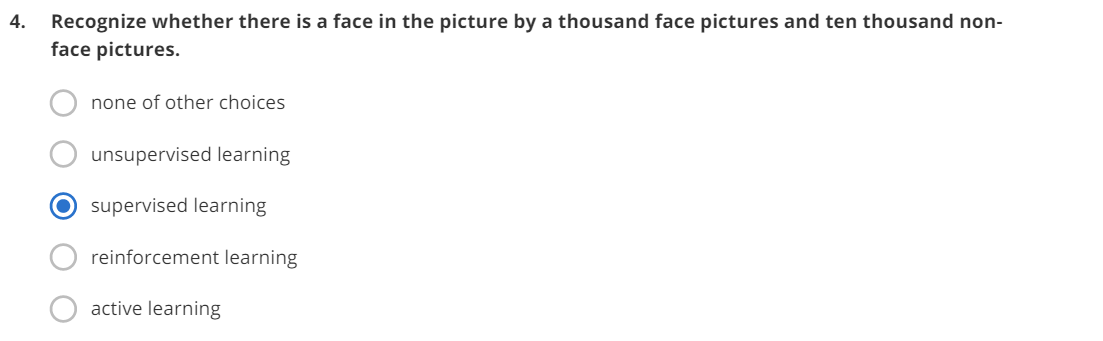 4. Recognize whether there is a face in the picture by a thousand face pictures and ten thousand non-
face pictures.
none of other choices
unsupervised learning
supervised learning
reinforcement learning
active learning